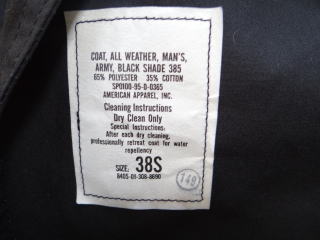 COAT, ALL WEATHER, MAN'S,
ARMY, BLACK SHADE 385
65% POLYESTER 35% COTTON
SPO100-95-D-0365
AMERICAN APPAREL, INC.
Cleaning Instructions
Dry Clean Only
Special Instructions:
After each dry cleaning,
professionally retreat coat for water
repellency
SIZE: 38S
8405-01-308-8690
149